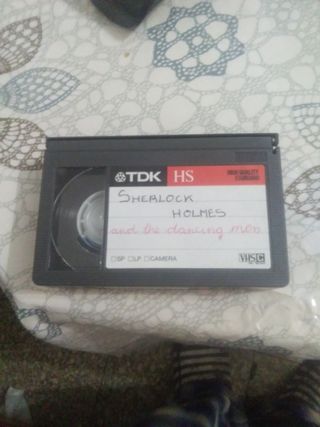 TDK HS HIGH QUALITY STANDARD
SHERLOCK
HOLMES
and the dancing men
□SP □LP □CAMERA VHS C